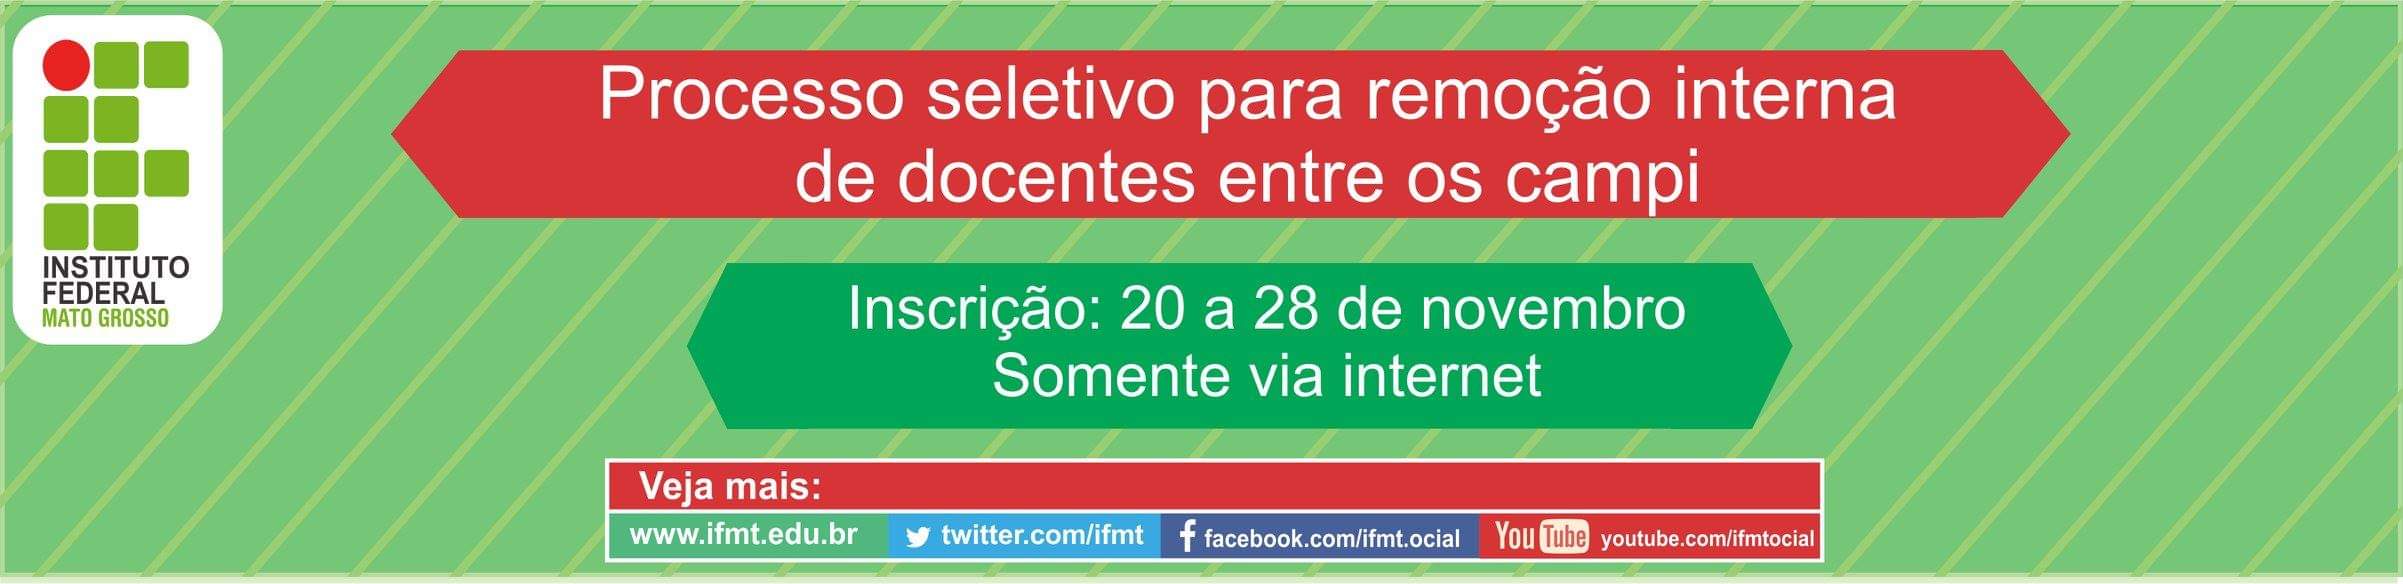 INSTITUTO
FEDERAL
MATO GROSSO
Processo seletivo para remoção interna
de docentes entre os campi
Inscrição: 20 a 28 de novembro
Somente via internet
Veja mais:
www.ifmt.edu.br
twitter.com/ifmt
facebook.com/ifmt.ocial
YouTube youtube.com/ifmtocial